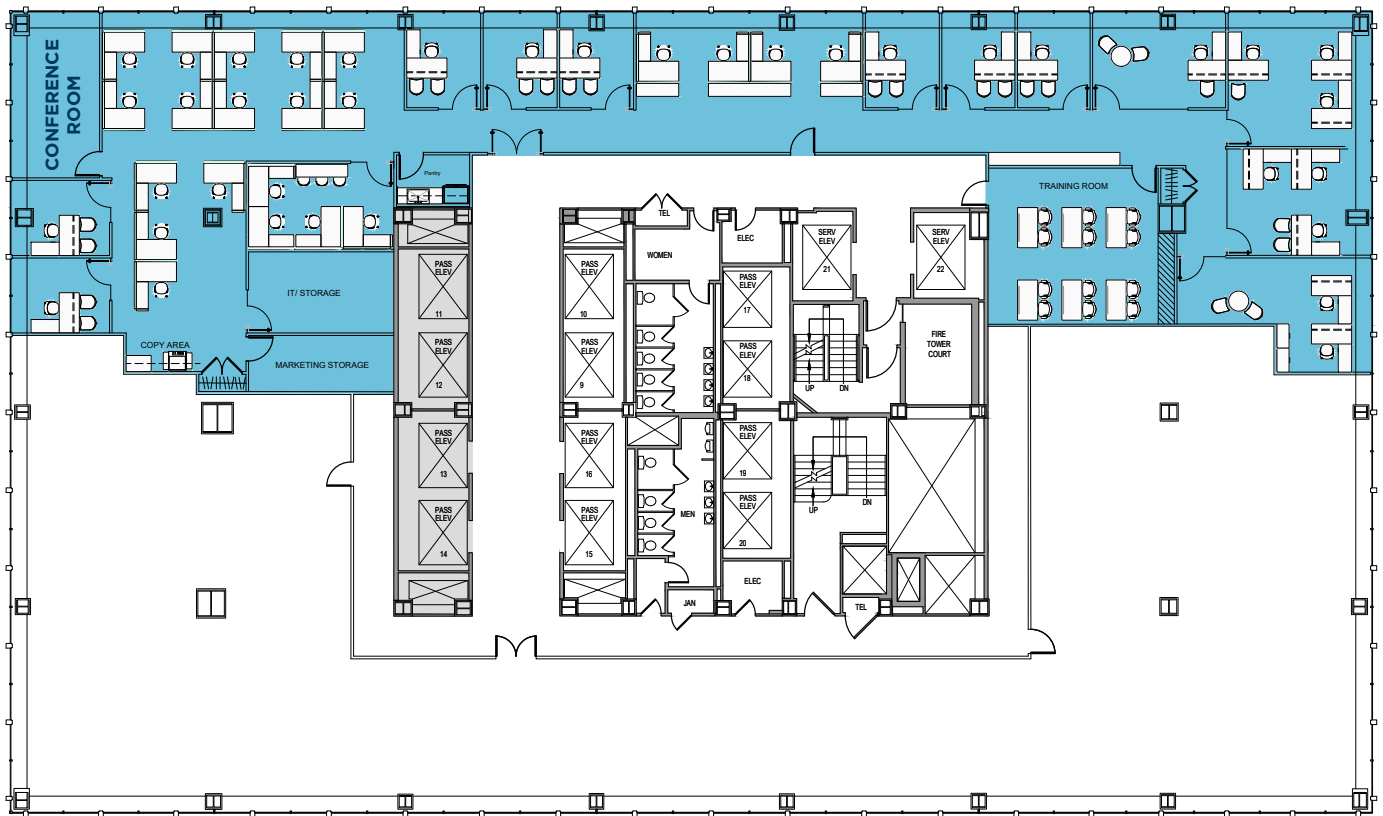 CONFERENCE
ROOM
Pantry
TRAINING ROOM
TEL
WOMEN
ELEC
SERV
ELEV
21
SERV
ELEV
22
IT/ STORAGE
PASS
ELEV
11
PASS
ELEV
10
PASS
ELEV
17
COPY AREA
MARKETING STORAGE
PASS
ELEV
12
PASS
ELEV
9
PASS
ELEV
18
UP
DN
FIRE
TOWER
COURT
PASS
ELEV
13
PASS
ELEV
16
PASS
ELEV
19
PASS
ELEV
14
PASS
ELEV
15
MEN
PASS
ELEV
20
UP
DN
JAN
ELEC
TEL